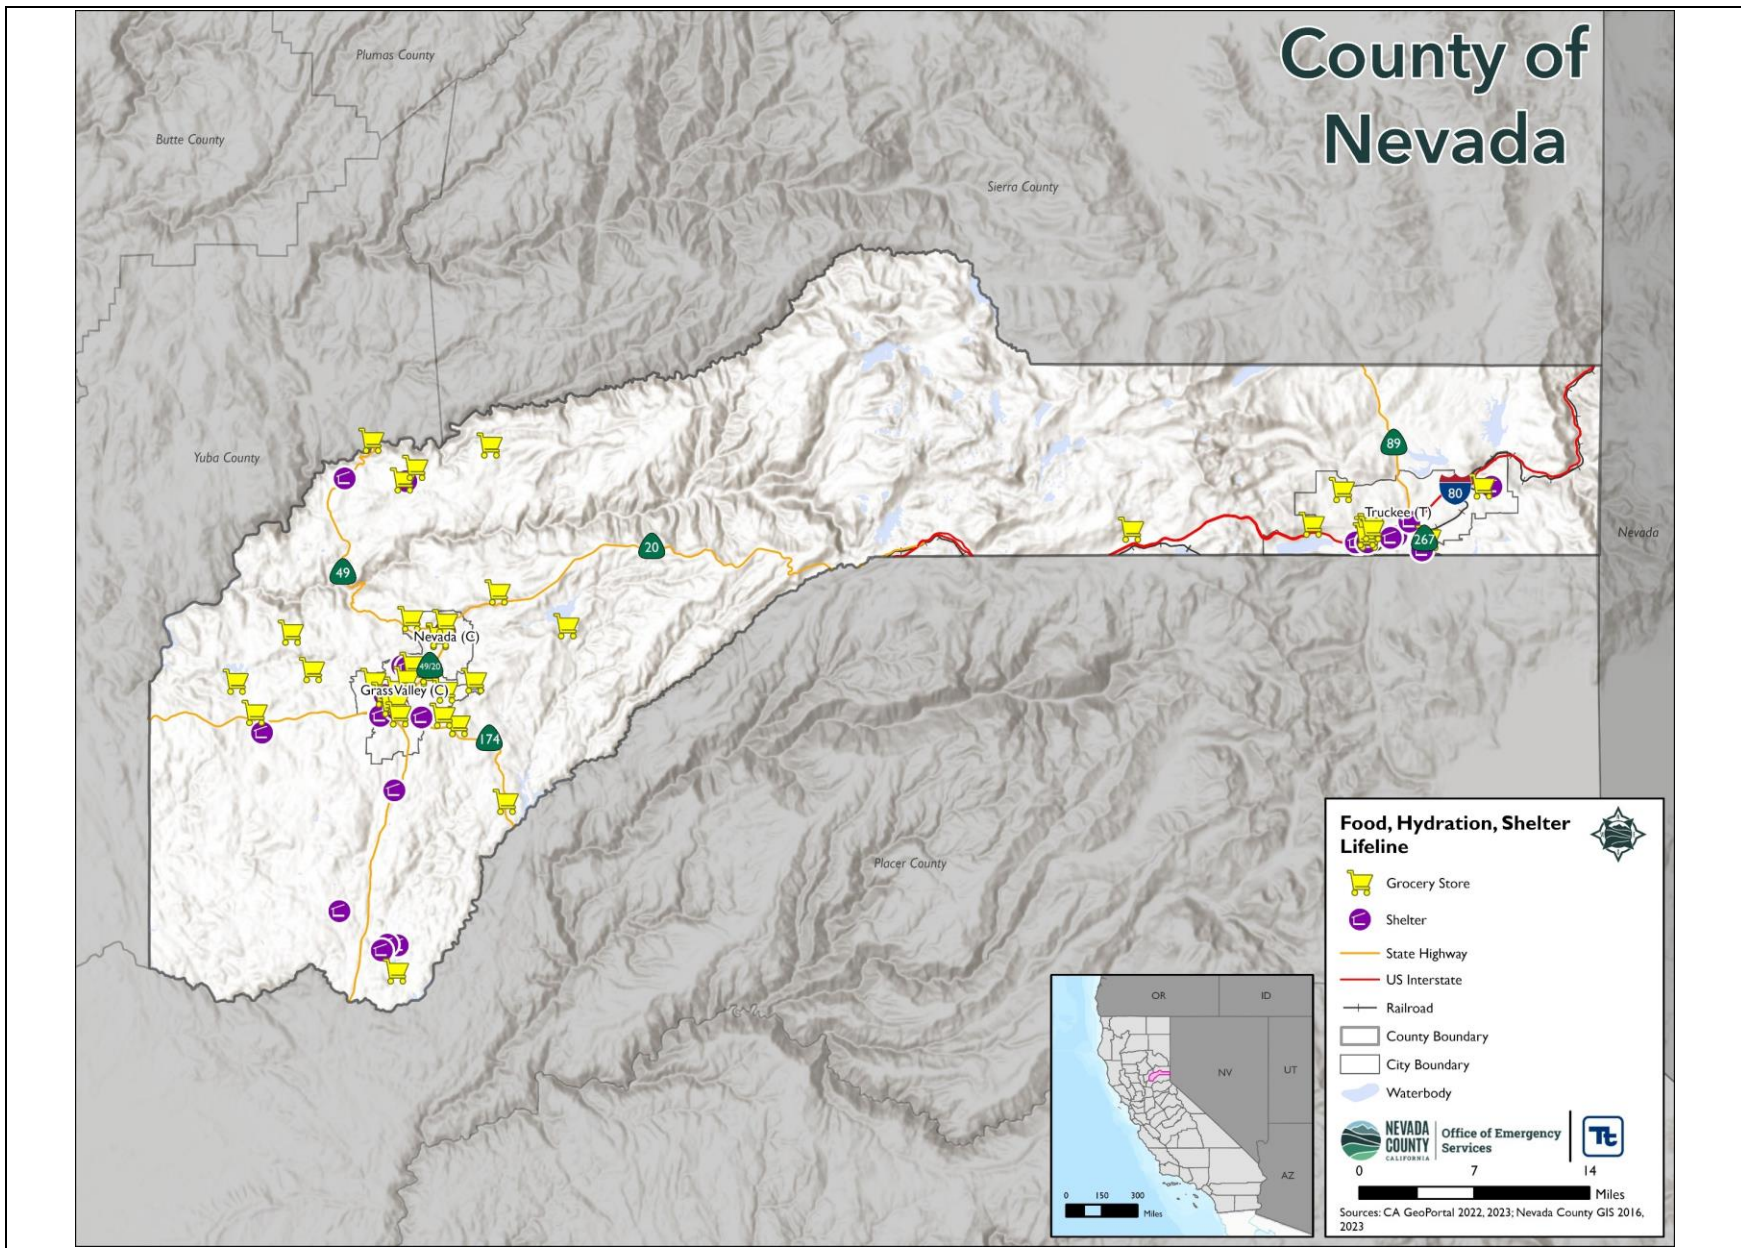 County of
Nevada
Plumas County
Butte County
Sierra County
Yuba County
89
80
Truckee (T)
267
Nevada
20
49
Nevada (C)
49/20
Grass Valley (C)
174
Placer County
Food, Hydration, Shelter
Lifeline
Grocery Store
Shelter
State Highway
US Interstate
Railroad
County Boundary
City Boundary
Waterbody
NEVADA
COUNTY
CALIFORNIA
Office of Emergency
Services
Tt
0 7 14
Miles
Sources: CA GeoPortal 2022, 2023; Nevada County GIS 2016,
2023
OR
ID
NV
UT
AZ
0 150 300
Miles